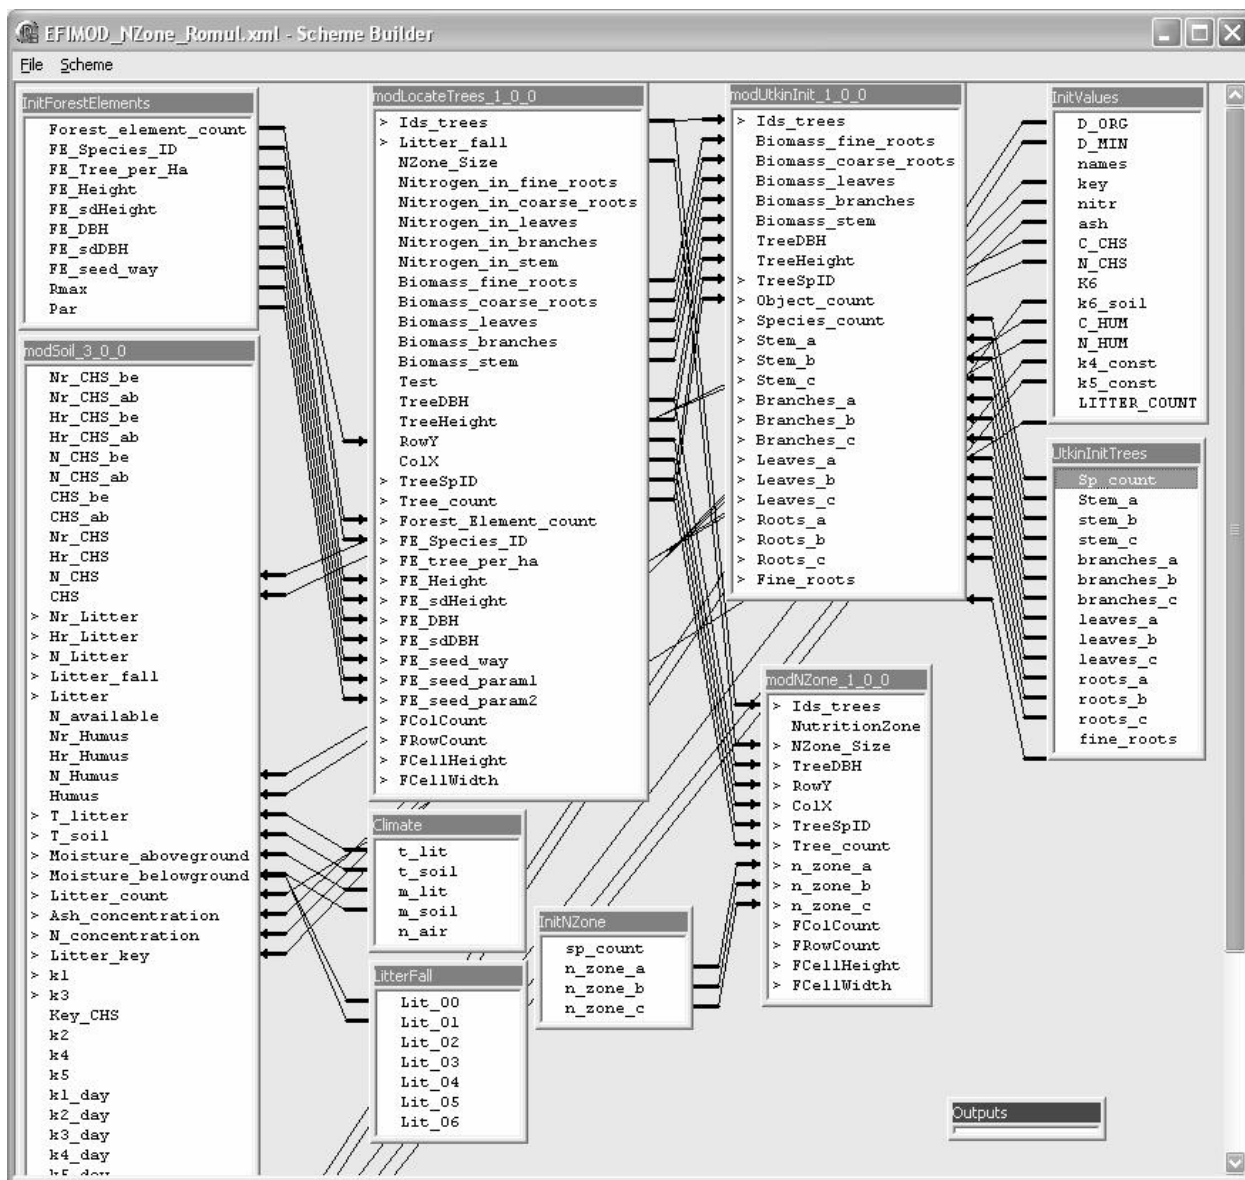 EFIMOD_NZone_Romul.xml - Scheme Builder
File Scheme
InitForestElements
Forest_element_count
FE_Species_ID
FE_Tree_per_Ha
FE_Height
FE_sdHeight
FE_DBH
FE_sdDBH
FE_seed_way
Rmax
Par
modSoil_3_0_0
Nr_CHS_be
Nr_CHS_ab
Hr_CHS_be
Hr_CHS_ab
N_CHS_be
N_CHS_ab
CHS_be
CHS_ab
Nr_CHS
Hr_CHS
N_CHS
CHS
> Nr_Litter
> Hr_Litter
> N_Litter
> Litter_fall
> Litter
N_available
Nr_Humus
Hr_Humus
N_Humus
Humus
> T_litter
> T_soil
> Moisture_aboveground
> Moisture_belowground
> Litter_count
> Ash_concentration
> N_concentration
> Litter_key
> k1
> k3
Key_CHS
k2
k4
k5
k1_day
k2_day
k3_day
k4_day
k5_day
modLocateTrees_1_0_0
> Ids_trees
> Litter_fall
NZone_Size
Nitrogen_in_fine_roots
Nitrogen_in_coarse_roots
Nitrogen_in_leaves
Nitrogen_in_branches
Nitrogen_in_stem
Biomass_fine_roots
Biomass_coarse_roots
Biomass_leaves
Biomass_branches
Biomass_stem
Test
TreeDBH
TreeHeight
RowY
ColX
> TreeSpID
> Tree_count
> Forest_Element_count
> FE_Species_ID
> FE_tree_per_ha
> FE_Height
> FE_sdHeight
> FE_DBH
> FE_sdDBH
> FE_seed_way
> FE_seed_param1
> FE_seed_param2
> FColCount
> FRowCount
> FCellHeight
> FCellWidth
Climate
t_lit
t_soil
m_lit
m_soil
n_air
LitterFall
Lit_00
Lit_01
Lit_02
Lit_03
Lit_04
Lit_05
Lit_06
InitNZone
sp_count
n_zone_a
n_zone_b
n_zone_c
modUtkinInit_1_0_0
> Ids_trees
Biomass_fine_roots
Biomass_coarse_roots
Biomass_leaves
Biomass_branches
Biomass_stem
TreeDBH
TreeHeight
> TreeSpID
> Object_count
> Species_count
> Stem_a
> Stem_b
> Stem_c
> Branches_a
> Branches_b
> Branches_c
> Leaves_a
> Leaves_b
> Leaves_c
> Roots_a
> Roots_b
> Roots_c
> Fine_roots
modNZone_1_0_0
> Ids_trees
NutritionZone
> NZone_Size
> TreeDBH
> RowY
> ColX
> TreeSpID
> Tree_count
> n_zone_a
> n_zone_b
> n_zone_c
> FColCount
> FRowCount
> FCellHeight
> FCellWidth
InitValues
D_ORG
D_MIN
names
key
nitr
ash
C_CHS
N_CHS
K6
k6_soil
C_HUM
N_HUM
k4_const
k5_const
LITTER_COUNT
UtkinInitTrees
Sp_count
Stem_a
stem_b
stem_c
branches_a
branches_b
branches_c
leaves_a
leaves_b
leaves_c
roots_a
roots_b
roots_c
fine_roots
Outputs